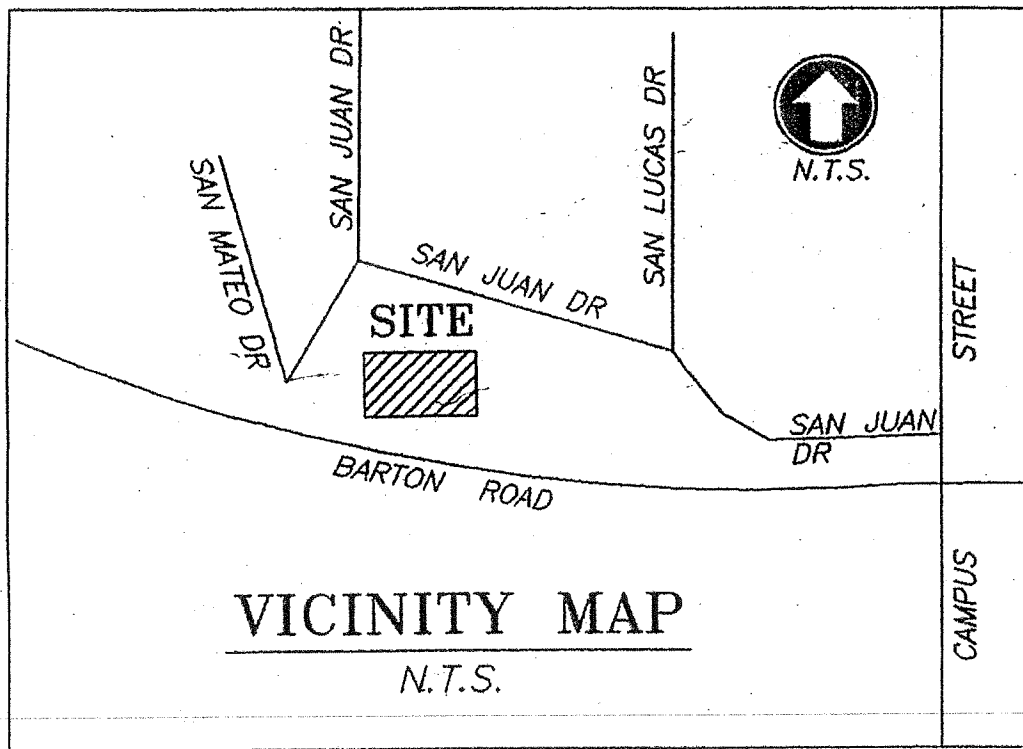 SAN JUAN DR
SAN LUCAS DR
N.T.S.
SAN MATEO DR
SAN JUAN DR
STREET
SITE
SAN JUAN
DR
BARTON ROAD
CAMPUS
VICINITY MAP
N.T.S.